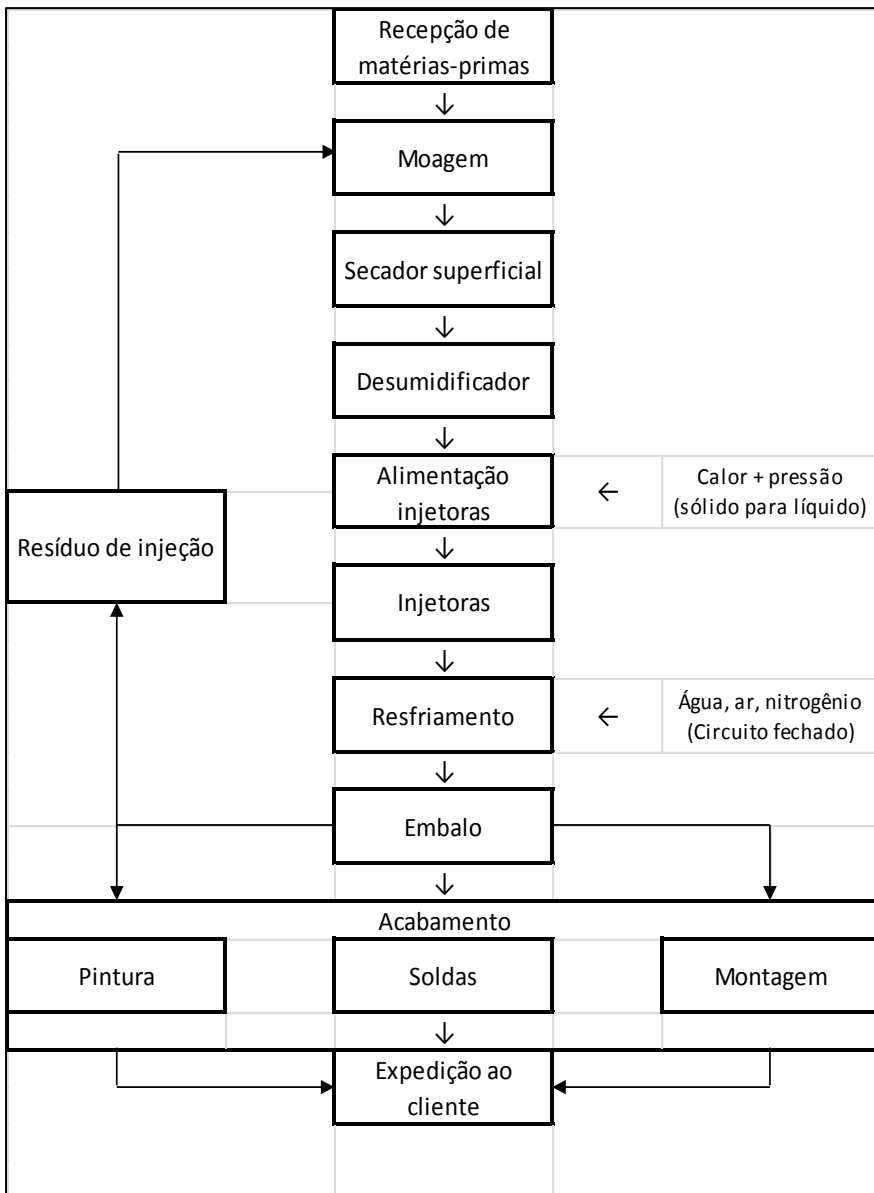 Recepção de
matérias-primas
↓
Moagem
↓
Secador superficial
↓
Desumidificador
↓
Alimentação
injetoras
←
Calor + pressão
(sólido para líquido)
Resíduo de injeção
↓
Injetoras
↓
Resfriamento
←
Água, ar, nitrogênio
(Circuito fechado)
↓
Embalo
↓
Acabamento
Pintura
Soldas
Montagem
↓
Expedição ao
cliente